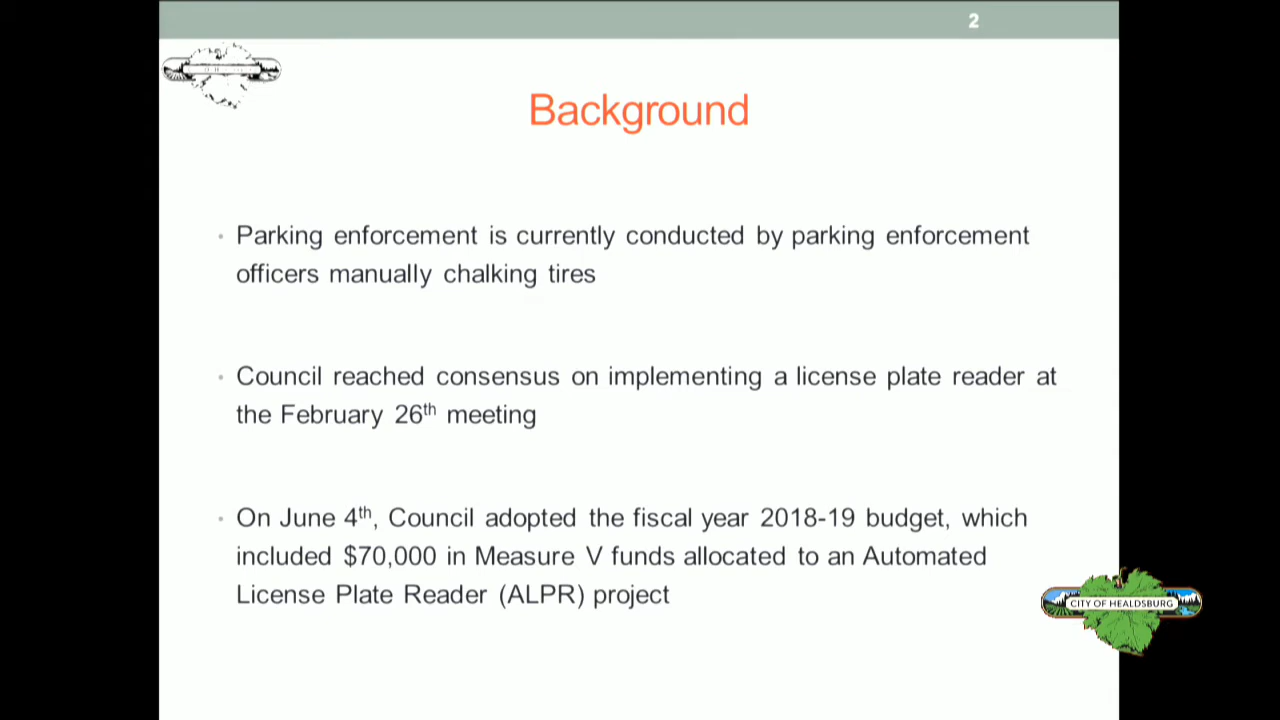 2
Background
• Parking enforcement is currently conducted by parking enforcement
officers manually chalking tires
• Council reached consensus on implementing a license plate reader at
the February 26th meeting
• On June 4th, Council adopted the fiscal year 2018-19 budget, which
included $70,000 in Measure V funds allocated to an Automated
License Plate Reader (ALPR) project
CITY OF HEALDSBURG